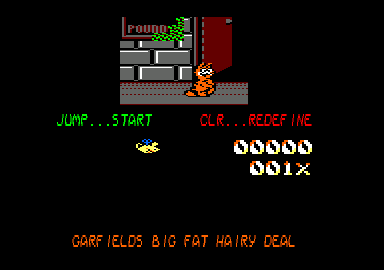 POUND
JUMP...START
CLR...REDEFINE
00000
001X
GARFIELDS BIG FAT HAIRY DEAL